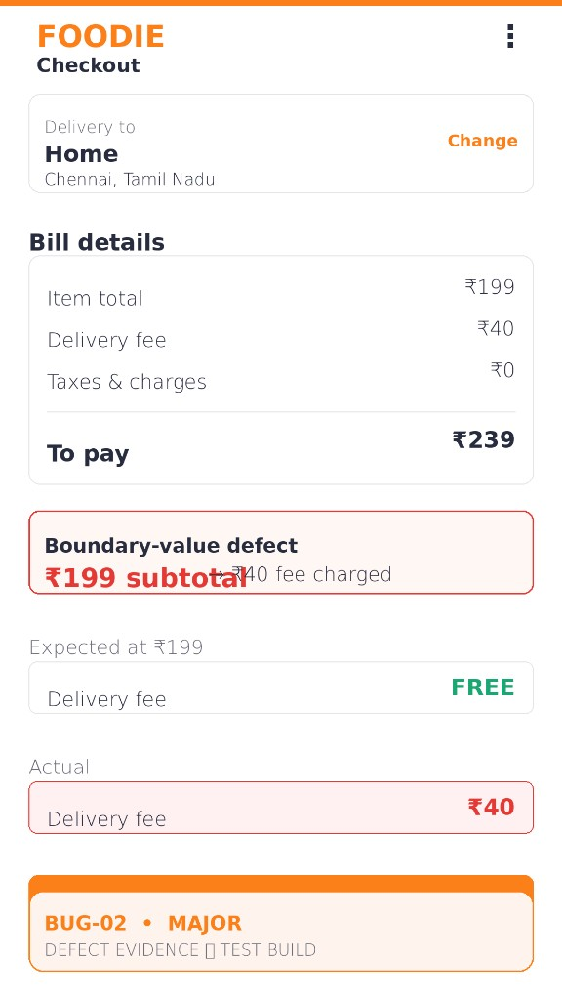 FOODIE
Checkout
Delivery to
Home
Change
Chennai, Tamil Nadu
Bill details
Item total ₹199
Delivery fee ₹40
Taxes & charges ₹0
To pay ₹239
Boundary-value defect
₹199 subtotal → ₹40 fee charged
Expected at ₹199
Delivery fee FREE
Actual
Delivery fee ₹40
BUG-02 • MAJOR
DEFECT EVIDENCE ▯ TEST BUILD